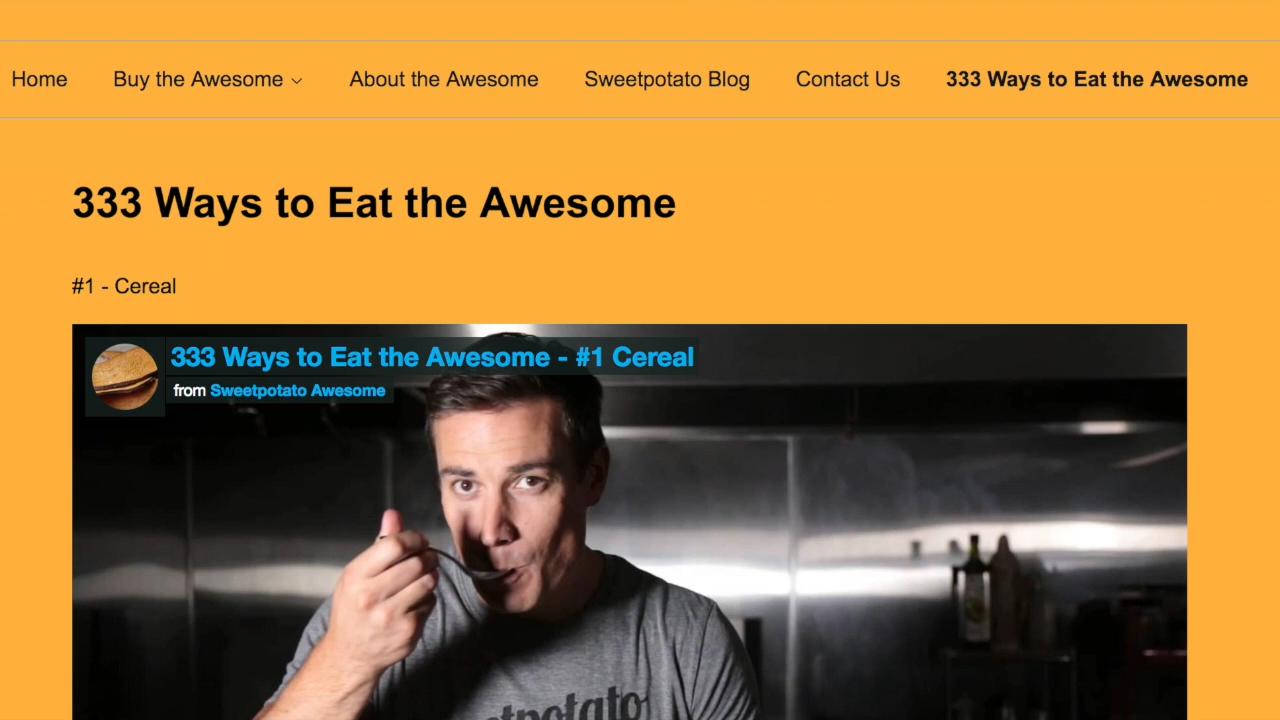 Home Buy the Awesome About the Awesome Sweetpotato Blog Contact Us 333 Ways to Eat the Awesome
333 Ways to Eat the Awesome
#1 - Cereal
333 Ways to Eat the Awesome - #1 Cereal
from Sweetpotato Awesome
etpotato